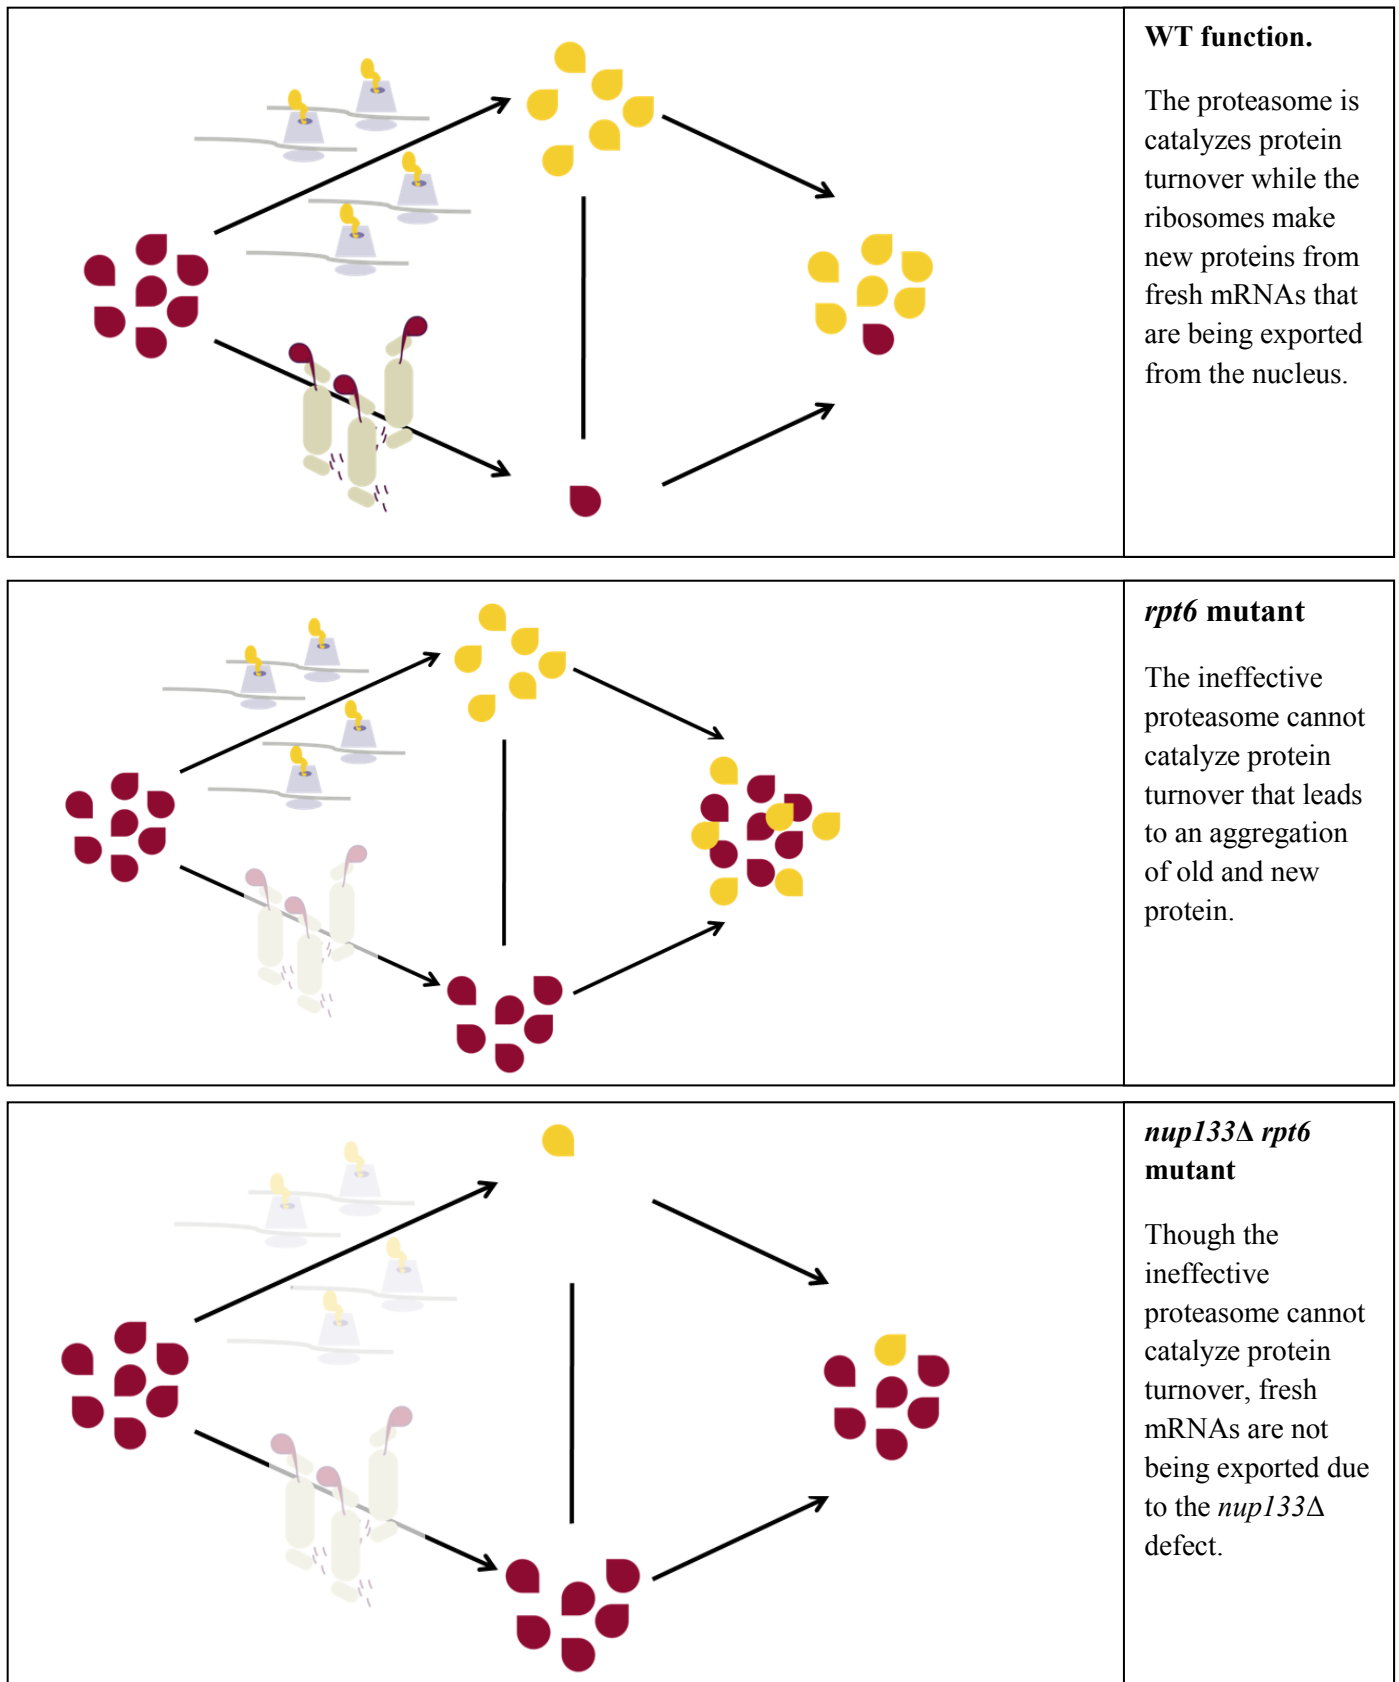 WT function.
The proteasome is
catalyzes protein
turnover while the
ribosomes make
new proteins from
fresh mRNAs that
are being exported
from the nucleus.
rpt6 mutant
The ineffective
proteasome cannot
catalyze protein
turnover that leads
to an aggregation
of old and new
protein.
nup133Δ rpt6
mutant
Though the
ineffective
proteasome cannot
catalyze protein
turnover, fresh
mRNAs are not
being exported due
to the nup133Δ
defect.